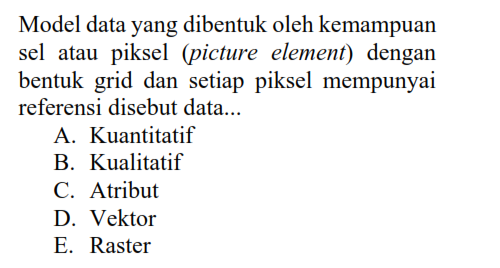 Model data yang dibentuk oleh kemampuan
sel atau piksel (picture element) dengan
bentuk grid dan setiap piksel mempunyai
referensi disebut data...
A. Kuantitatif
B. Kualitatif
C. Atribut
D. Vektor
E. Raster